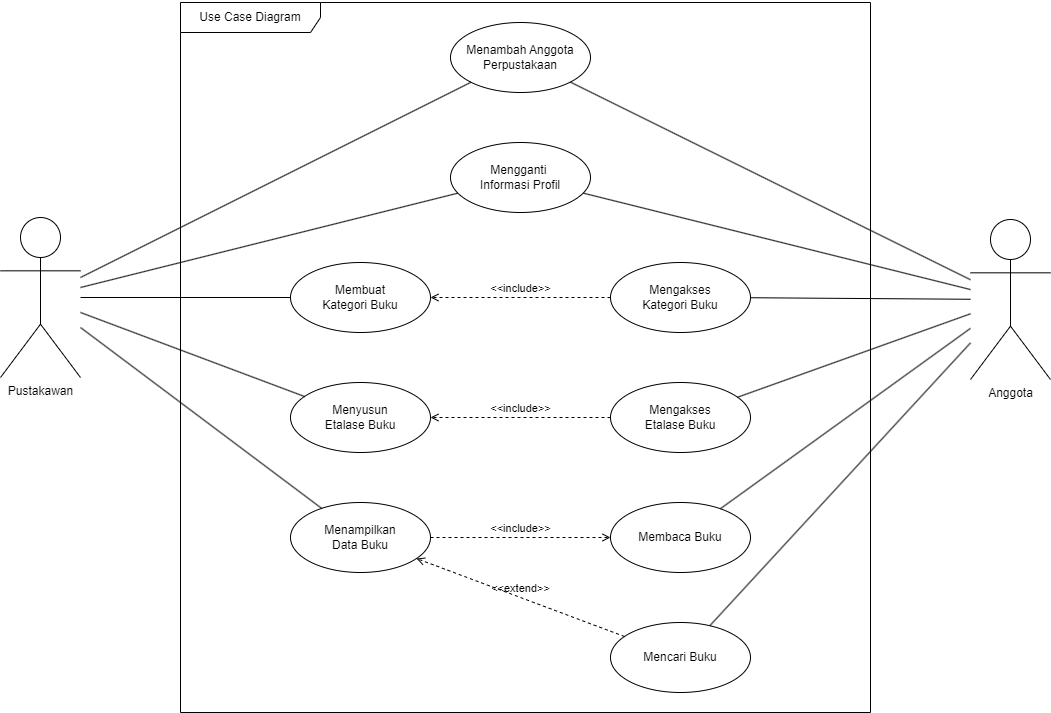 Use Case Diagram
Menambah Anggota
Perpustakaan
Mengganti
Informasi Profil
Membuat
Kategori Buku
<<include>>
Mengakses
Kategori Buku
Pustakawan
Anggota
Menyusun
Etalase Buku
<<include>>
Mengakses
Etalase Buku
Menampilkan
Data Buku
<<include>>
Membaca Buku
<<extend>>
Mencari Buku